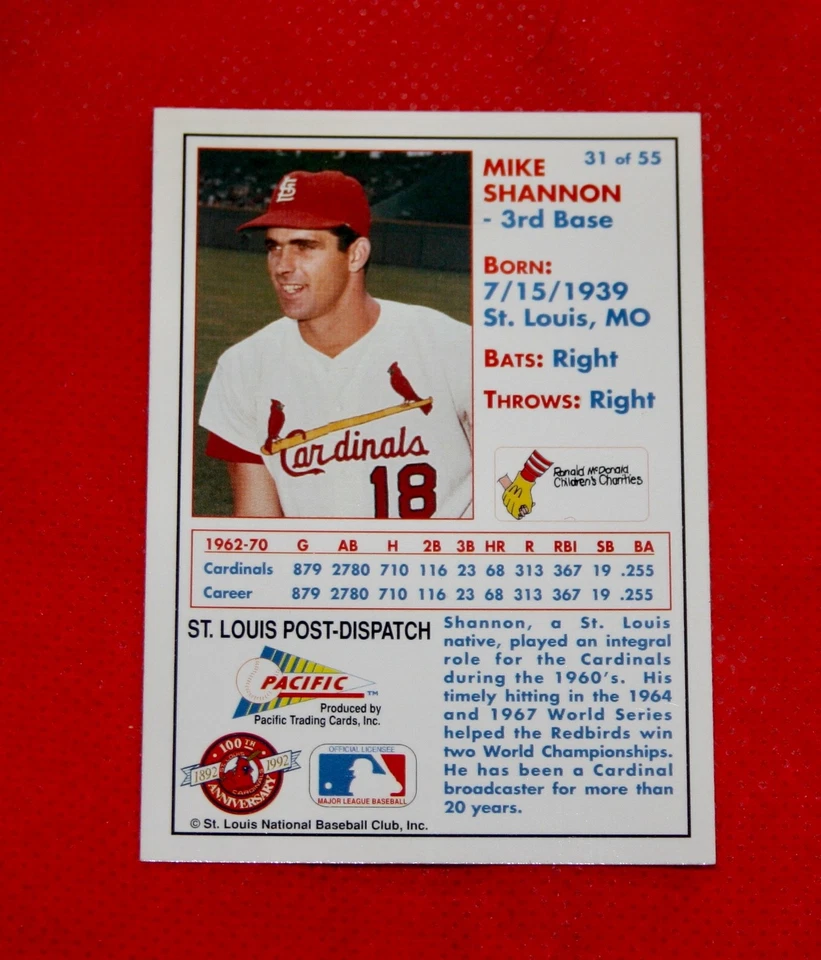 31 of 55
MIKE
SHANNON
- 3rd Base
BORN:
7/15/1939
St. Louis, MO
BATS: Right
THROWS: Right
Cardinals
18
Ronald McDonald
Children's Charities
1962-70 G AB H 2B 3B HR R RBI SB BA
Cardinals 879 2780 710 116 23 68 313 367 19 .255
Career 879 2780 710 116 23 68 313 367 19 .255
ST. LOUIS POST-DISPATCH
PACIFIC TM
Produced by
Pacific Trading Cards, Inc.
100TH
1892 1992
ANNIVERSARY
OFFICIAL LICENSEE
MAJOR LEAGUE BASEBALL
© St. Louis National Baseball Club, Inc.
Shannon, a St. Louis
native, played an integral
role for the Cardinals
during the 1960's. His
timely hitting in the 1964
and 1967 World Series
helped the Redbirds win
two World Championships.
He has been a Cardinal
broadcaster for more than
20 years.